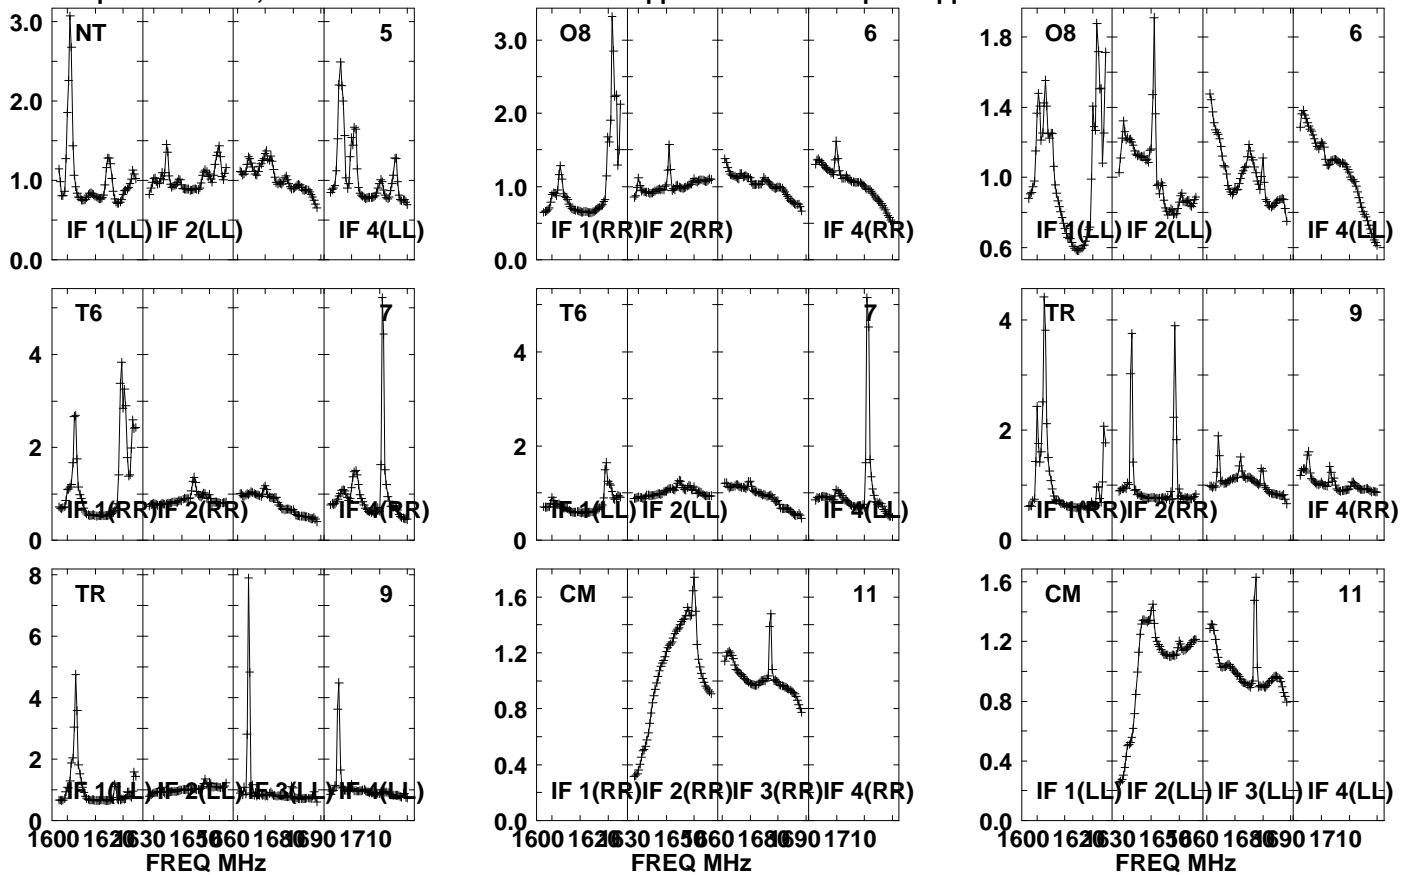 NT 5 O8 6 O8 6
3.0 3.0 1.8
2.0 2.0 1.4
1.0 1.0 1.0
IF 1(LL) IF 2(LL) IF 4(LL) IF 1(RR) IF 2(RR) IF 4(RR) IF 1(LL) IF 2(LL) IF 4(LL)
0.0 0.0 0.6
T6 7 T6 7 TR 9
4 4 4
2 2 2
IF 1(RR) IF 2(RR) IF 4(RR) IF 1(LL) IF 2(LL) IF 4(LL) IF 1(RR) IF 2(RR) IF 4(RR)
0 0 0
TR 9 CM 11 CM 11
8 1.6 1.6
6 1.2 1.2
4 0.8 0.8
2 0.4 0.4
IF 1(LL) IF 2(LL) IF 3(LL) IF 4(LL) IF 1(RR) IF 2(RR) IF 3(RR) IF 4(RR) IF 1(LL) IF 2(LL) IF 3(LL) IF 4(LL)
0 0.0 0.0
1600 1620 1630 1650 1660 1680 1690 1710 1600 1620 1630 1650 1660 1680 1690 1710 1600 1620 1630 1650 1660 1680 1690 1710
FREQ MHz FREQ MHz FREQ MHz